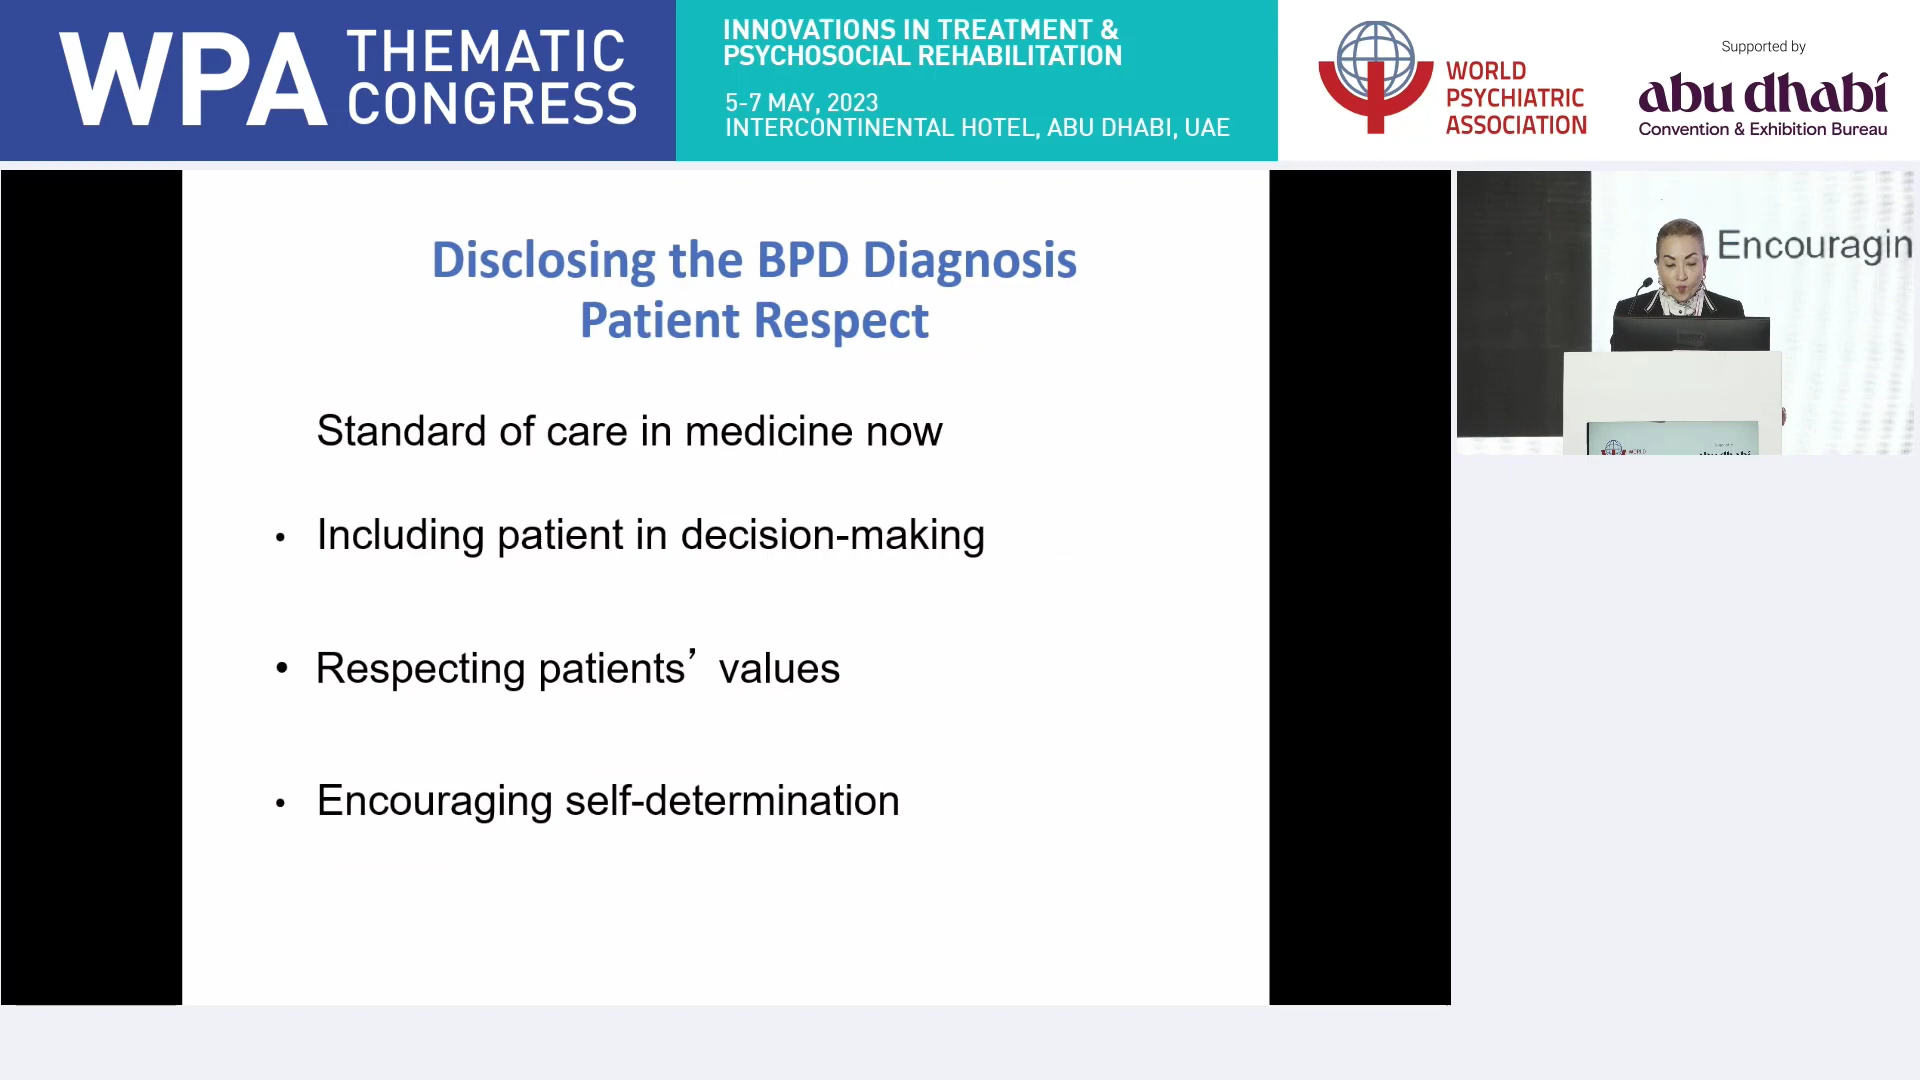 WPA THEMATIC
CONGRESS
INNOVATIONS IN TREATMENT &
PSYCHOSOCIAL REHABILITATION
5-7 MAY, 2023
INTERCONTINENTAL HOTEL, ABU DHABI, UAE
WORLD
PSYCHIATRIC
ASSOCIATION
Supported by
abu dhabi
Convention & Exhibition Bureau
Disclosing the BPD Diagnosis
Patient Respect
Standard of care in medicine now
• Including patient in decision-making
• Respecting patients’ values
• Encouraging self-determination
Encouragin
WORLD